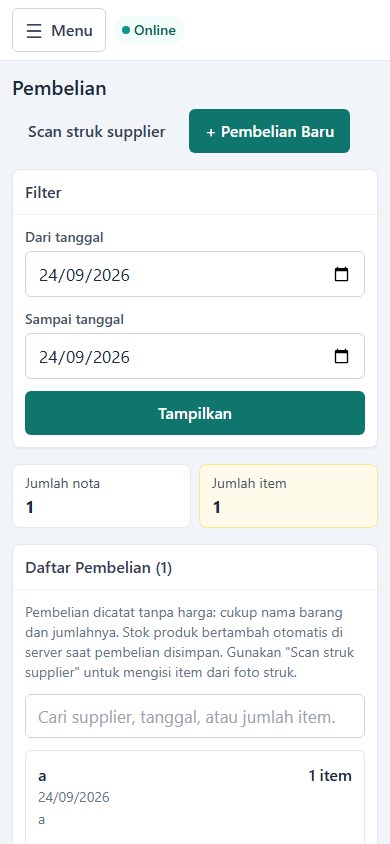 ☰ Menu
Online
Pembelian
Scan struk supplier
+ Pembelian Baru
Filter
Dari tanggal
24/09/2026
Sampai tanggal
24/09/2026
Tampilkan
Jumlah nota
1
Jumlah item
1
Daftar Pembelian (1)
Pembelian dicatat tanpa harga: cukup nama barang
dan jumlahnya. Stok produk bertambah otomatis di
server saat pembelian disimpan. Gunakan "Scan struk
supplier" untuk mengisi item dari foto struk.
Cari supplier, tanggal, atau jumlah item.
a
1 item
24/09/2026
a